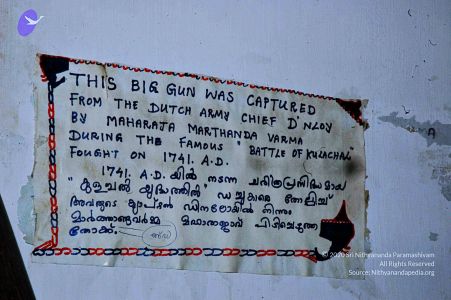 THIS BIG GUN WAS CAPTURED
FROM THE DUTCH ARMY CHIEF D'NLOY
BY MAHARAJA MARTHANDA VARMA
DURING THE FAMOUS "BATTLE OF KULACHAL"
FOUGHT ON 1741. A.D.
1741. A.D. യിൽ നടന്ന ചരിത്രപ്രസിദ്ധമായ
"കുളച്ചൽ യുദ്ധത്തിൽ" ഡച്ചുകാരെ തോല്പിച്ച്
അവരുടെ ഡിനലോയിൽ നിന്നും
മാർത്താണ്ഡവർമ്മ മഹാരാജാവ് പിടിച്ചെടുത്ത
തോക്ക്.
© 2020 Sri Nithyananda Paramashivam
All Rights Reserved
Source: Nithyanandapedia.org